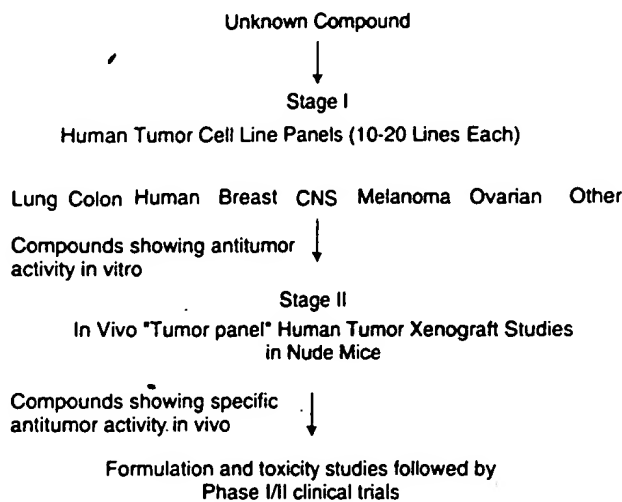 Unknown Compound
Stage I
Human Tumor Cell Line Panels (10-20 Lines Each)
Lung Colon Human Breast CNS Melanoma Ovarian Other
Compounds showing antitumor
activity in vitro
Stage II
In Vivo "Tumor panel" Human Tumor Xenograft Studies
in Nude Mice
Compounds showing specific
antitumor activity. in vivo
Formulation and toxicity studies followed by
Phase I/II clinical trials